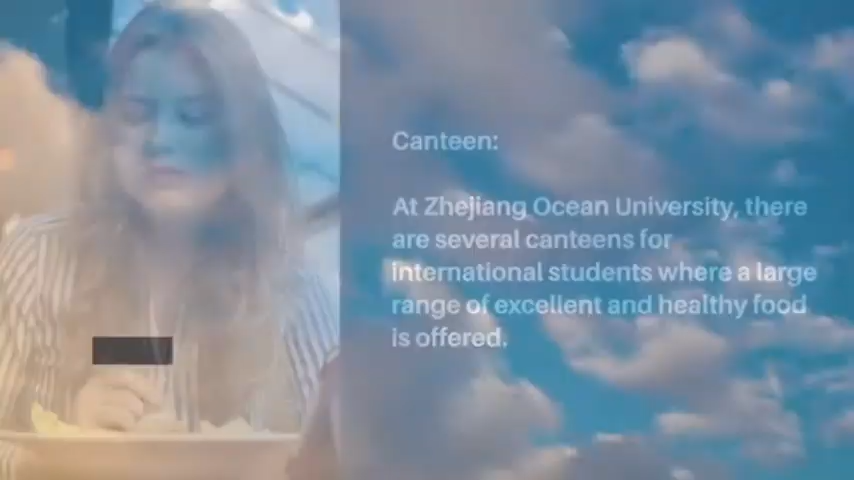 Canteen:
At Zhejiang Ocean University, there
are several canteens for
international students where a large
range of excellent and healthy food
is offered.